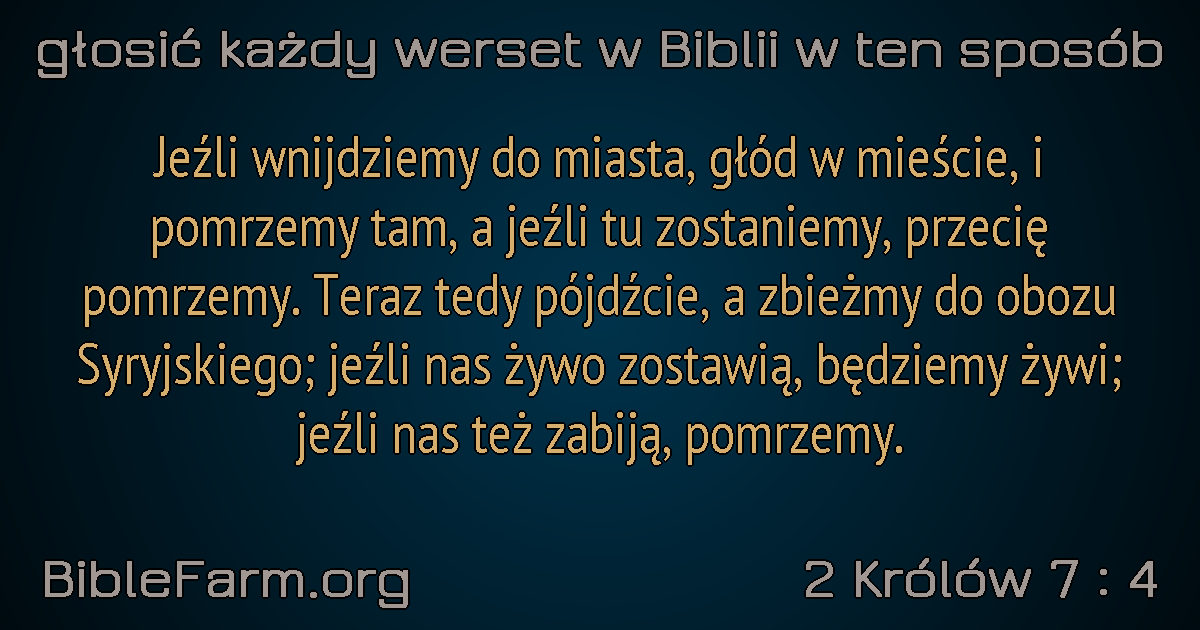 głosić każdy werset w Biblii w ten sposób
Jeźli wnijdziemy do miasta, głód w mieście, i
pomrzemy tam, a jeźli tu zostaniemy, przecię
pomrzemy. Teraz tedy pójdźcie, a zbieżmy do obozu
Syryjskiego; jeźli nas żywo zostawią, będziemy żywi;
jeźli nas też zabiją, pomrzemy.
BibleFarm.org
2 Królów 7 : 4